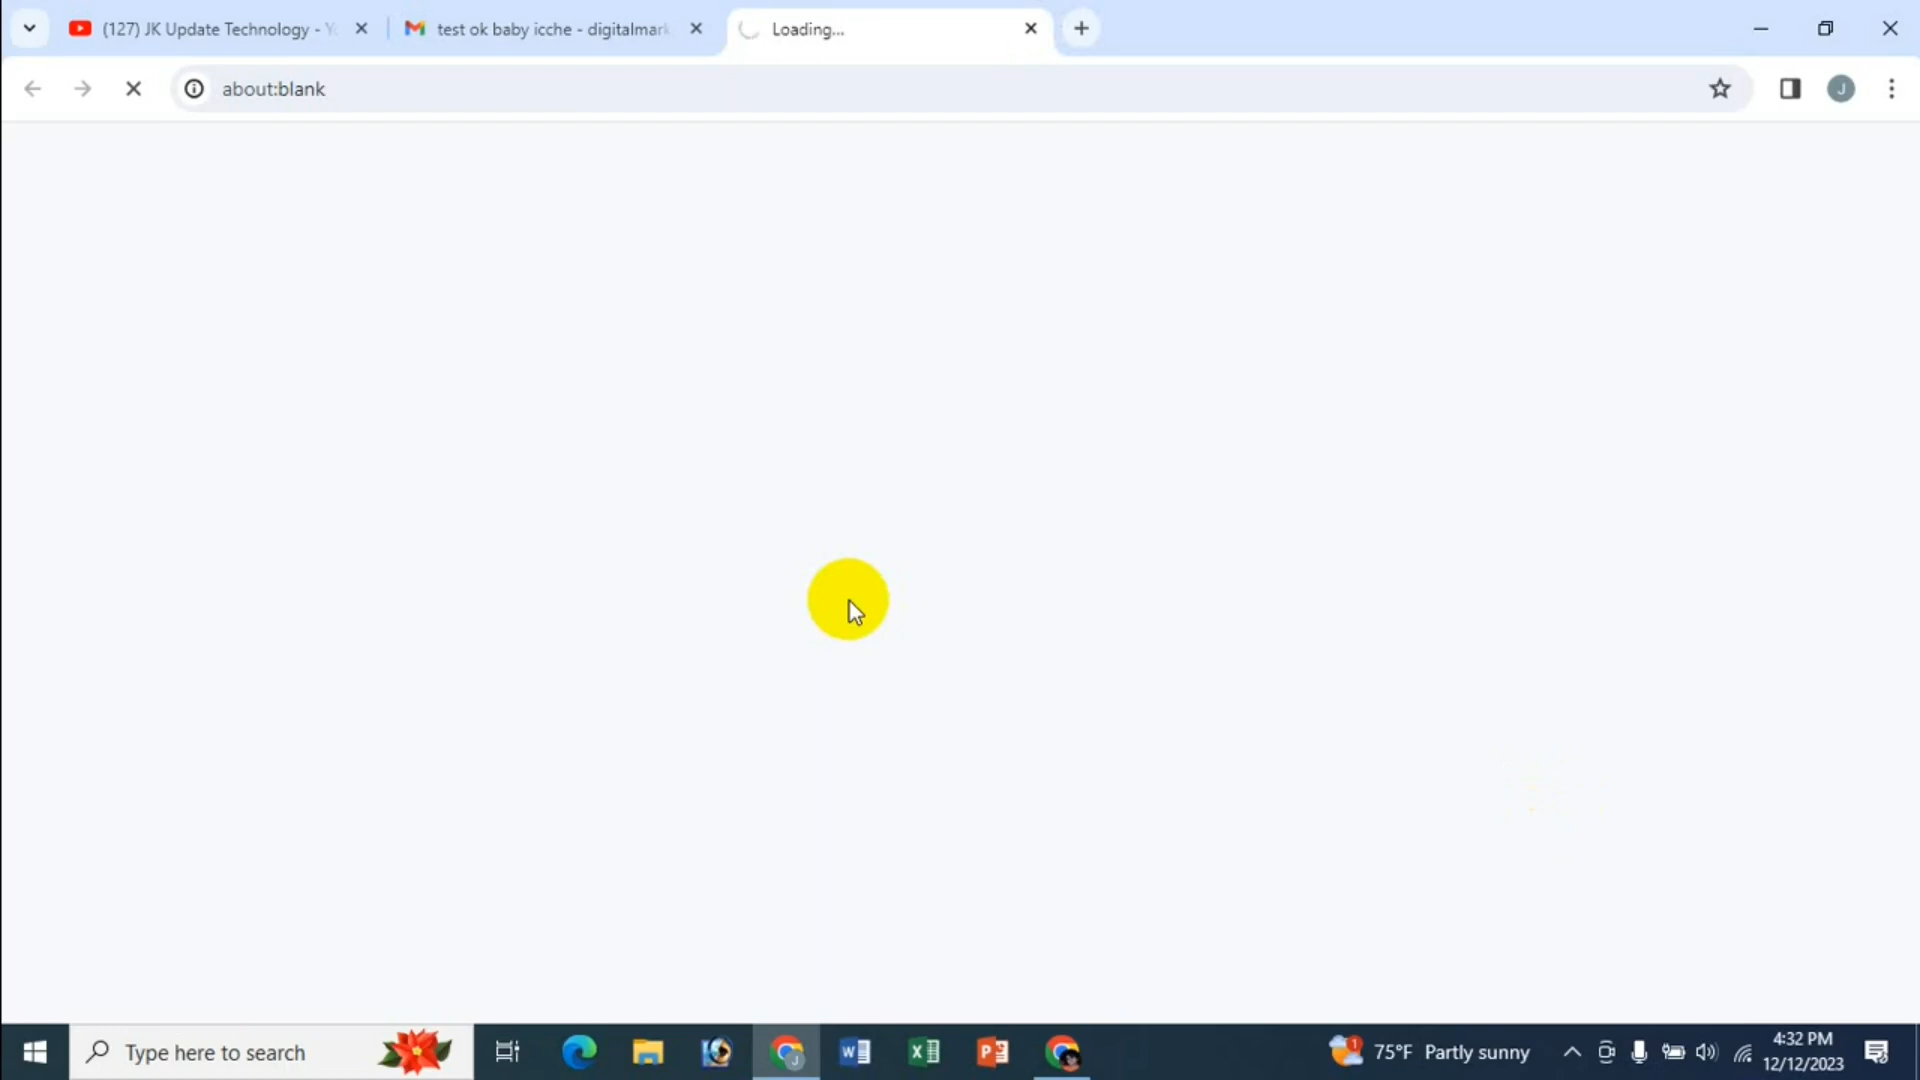 (127) JK Update Technology -
test ok baby icche - digitalmark
Loading...
about:blank
J
Type here to search
75°F Partly sunny
4:32 PM
12/12/2023